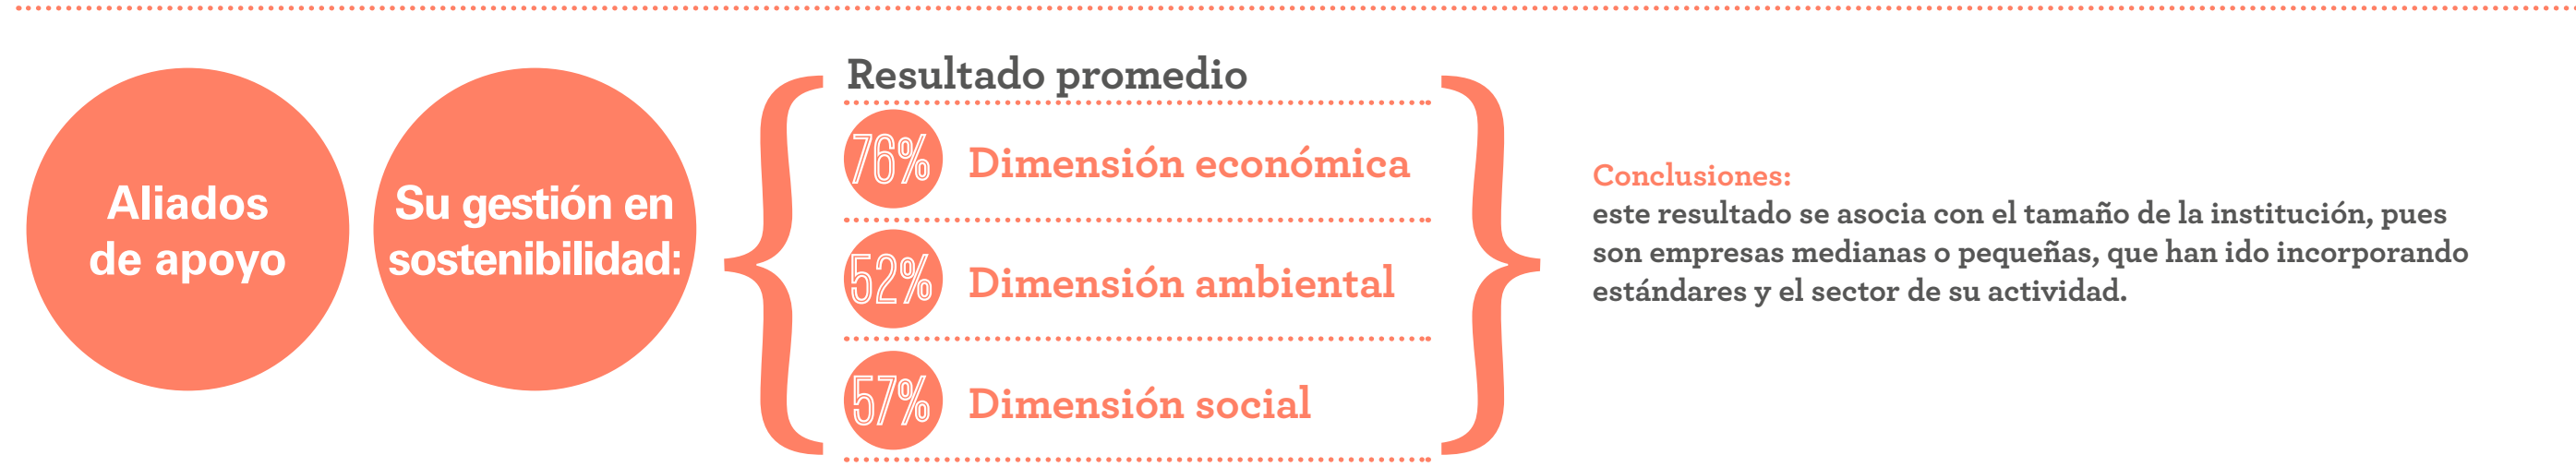 Aliados
de apoyo
Su gestión en
sostenibilidad:
Resultado promedio
76% Dimensión económica
52% Dimensión ambiental
57% Dimensión social
Conclusiones:
este resultado se asocia con el tamaño de la institución, pues
son empresas medianas o pequeñas, que han ido incorporando
estándares y el sector de su actividad.